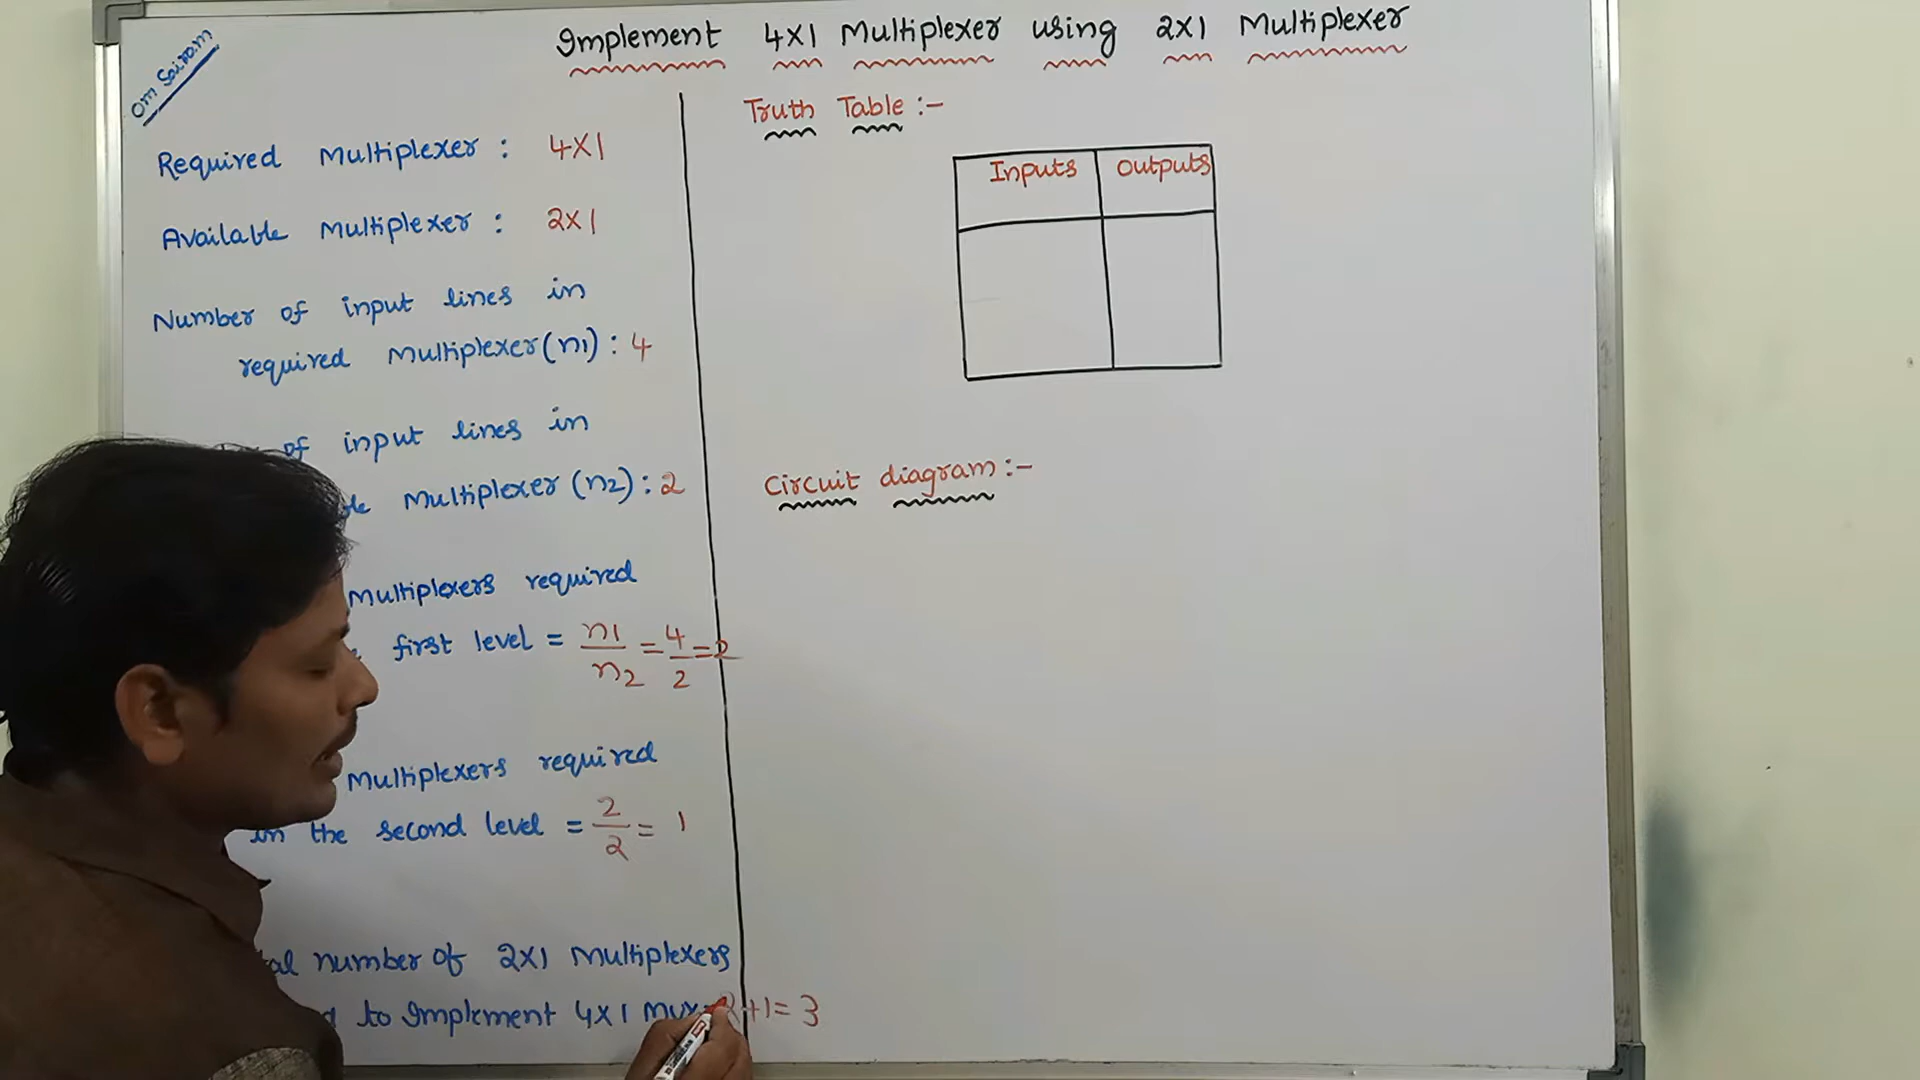 Om Sairam
Implement 4X1 Multiplexer using 2X1 Multiplexer
Required Multiplexer : 4X1
Available Multiplexer : 2X1
Number of input lines in
required Multiplexer (n1) : 4
of input lines in
Multiplexer (n2) : 2
Multiplexers required
first level = n1/n2 = 4/2 = 2
Multiplexers required
in the second level = 2/2 = 1
number of 2X1 Multiplexers
to Implement 4X1 Mux = 2+1 = 3
Truth Table :-
Inputs Outputs
Circuit diagram :-